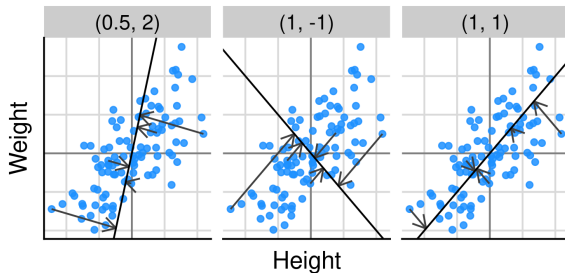 (0.5, 2)
(1, -1)
(1, 1)
Weight
Height